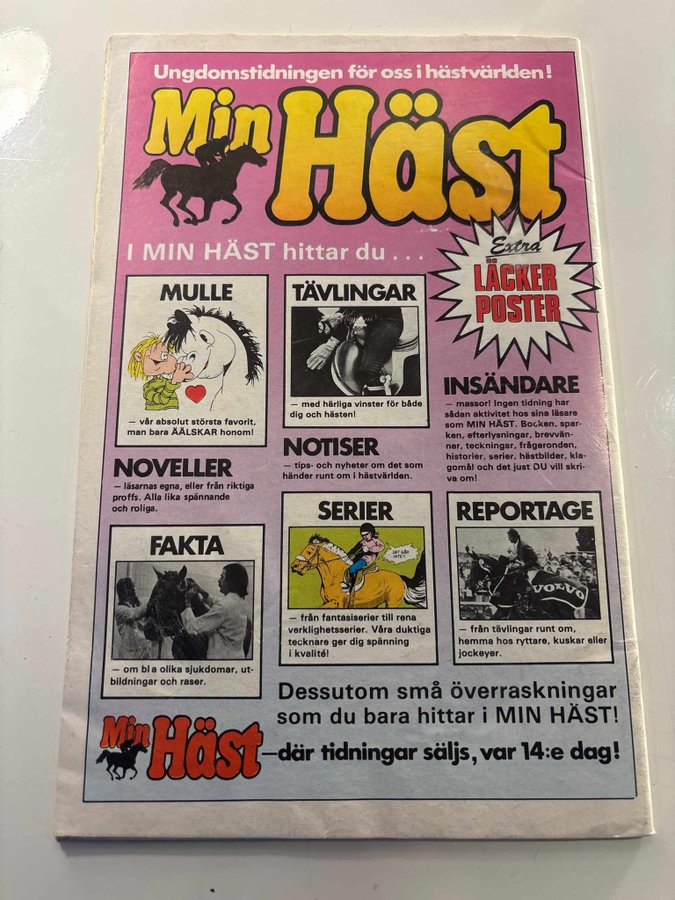 Ungdomstidningen för oss i hästvärlden!
Min Häst
I MIN HÄST hittar du . . .
Extra
LÄCKER
POSTER
MULLE
– vår absolut största favorit,
man bara ÄÄLSKAR honom!
TÄVLINGAR
– med härliga vinster för både
dig och hästen!
INSÄNDARE
– massor! Ingen tidning har
sådan aktivitet hos sina läsare
som MIN HÄST. Bocken, spar-
ken, efterlysningar, brevvän-
ner, teckningar, frågeronden,
historier, serier, hästbilder, kla-
gomål och det just DU vill skri-
va om!
NOVELLER
– läsarnas egna, eller från riktiga
proffs. Alla lika spännande
och roliga.
NOTISER
– tips- och nyheter om det som
händer runt om i hästvärlden.
FAKTA
– om bl a olika sjukdomar, ut-
bildningar och raser.
SERIER
DET GÅR
INTE!
– från fantasiserier till rena
verklighetsserier. Våra duktiga
tecknare ger dig spänning
i kvalité!
REPORTAGE
VOLVO
– från tävlingar runt om,
hemma hos ryttare, kuskar eller
jockeyer.
Dessutom små överraskningar
som du bara hittar i MIN HÄST!
Min Häst – där tidningar säljs, var 14:e dag!